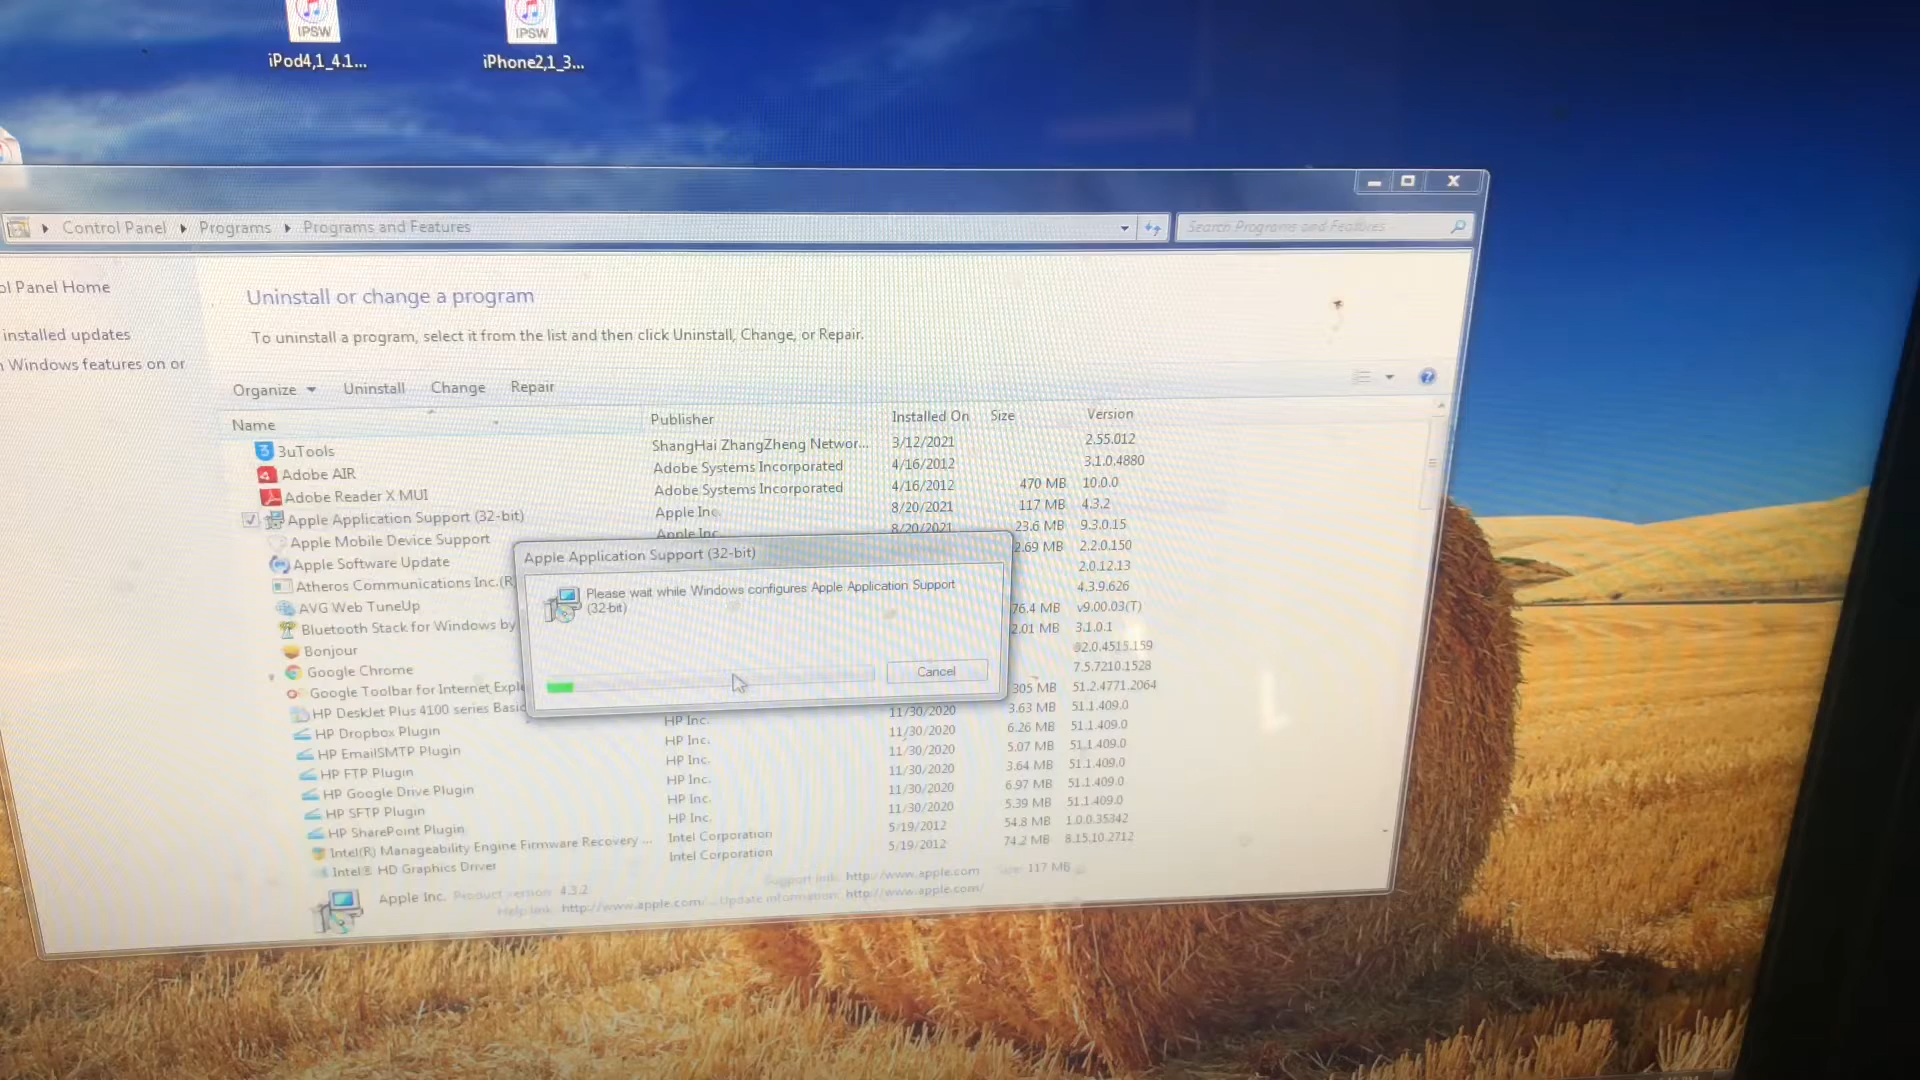 IPSW
IPSW
iPod4,1_4.1...
iPhone2,1_3...
Control Panel Programs Programs and Features
Search Programs and Features
ol Panel Home
installed updates
Windows features on or
Uninstall or change a program
To uninstall a program, select it from the list and then click Uninstall, Change, or Repair.
Organize Uninstall Change Repair
Name Publisher Installed On Size Version
3uTools ShangHai ZhangZheng Networ... 3/12/2021 2.55.012
Adobe AIR Adobe Systems Incorporated 4/16/2012 3.1.0.4880
Adobe Reader X MUI Adobe Systems Incorporated 4/16/2012 470 MB 10.0.0
Apple Application Support (32-bit) Apple Inc. 8/20/2021 117 MB 4.3.2
Apple Mobile Device Support Apple Inc. 8/20/2021 23.6 MB 9.3.0.15
Apple Software Update 2.69 MB 2.2.0.150
Atheros Communications Inc.(R 2.0.12.13
AVG Web TuneUp 4.3.9.626
Bluetooth Stack for Windows by 76.4 MB v9.00.03(T)
Bonjour 2.01 MB 3.1.0.1
Google Chrome 92.0.4515.159
Google Toolbar for Internet Explo 7.5.7210.1528
HP DeskJet Plus 4100 series Basic 305 MB 51.2.4771.2064
HP Dropbox Plugin HP Inc. 11/30/2020 3.63 MB 51.1.409.0
HP EmailSMTP Plugin HP Inc. 11/30/2020 6.26 MB 51.1.409.0
HP FTP Plugin HP Inc. 11/30/2020 5.07 MB 51.1.409.0
HP Google Drive Plugin HP Inc. 11/30/2020 3.64 MB 51.1.409.0
HP SFTP Plugin HP Inc. 11/30/2020 6.97 MB 51.1.409.0
HP SharePoint Plugin HP Inc. 11/30/2020 5.39 MB 51.1.409.0
Intel(R) Manageability Engine Firmware Recovery ... Intel Corporation 5/19/2012 54.8 MB 1.0.0.35342
Intel® HD Graphics Driver Intel Corporation 5/19/2012 74.2 MB 8.15.10.2712
Apple Application Support (32-bit)
Please wait while Windows configures Apple Application Support
(32-bit)
Cancel
Apple Inc. Product version: 4.3.2 Support link: http://www.apple.com Size: 117 MB
Help link: http://www.apple.com/... Update information: http://www.apple.com/